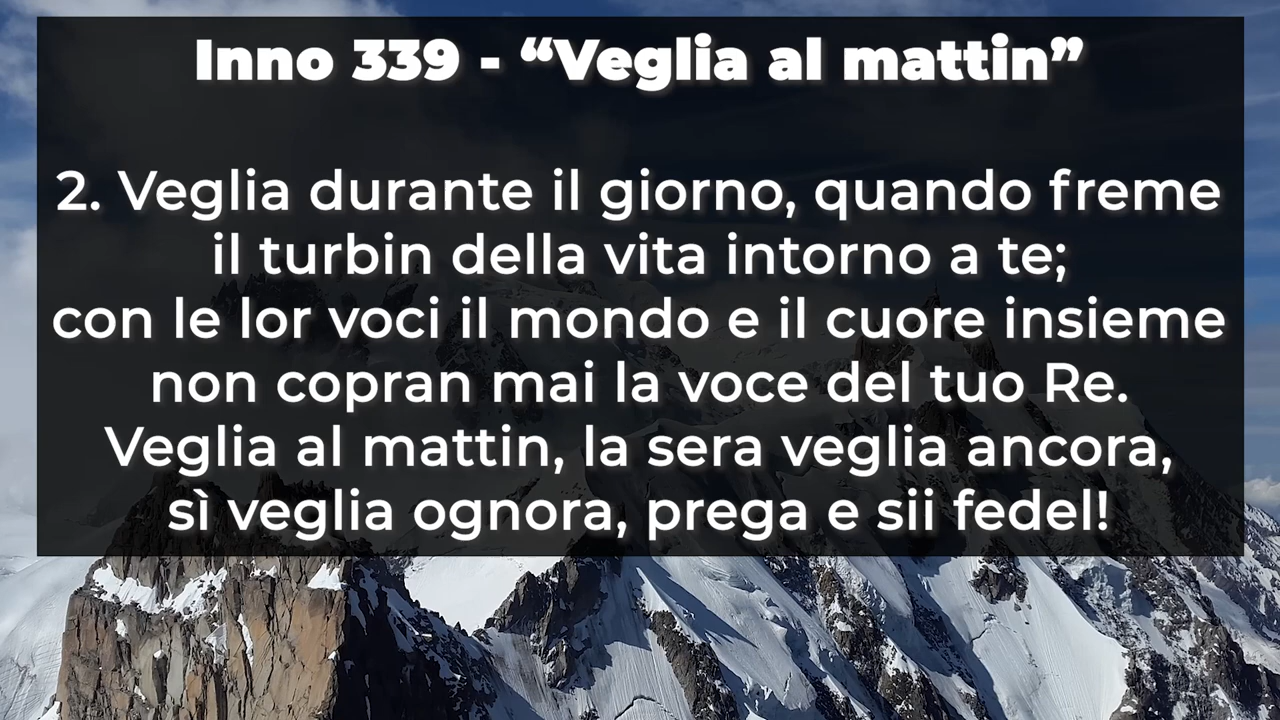 Inno 339 - “Veglia al mattin”
2. Veglia durante il giorno, quando freme
il turbin della vita intorno a te;
con le lor voci il mondo e il cuore insieme
non copran mai la voce del tuo Re.
Veglia al mattin, la sera veglia ancora,
sì veglia ognora, prega e sii fedel!